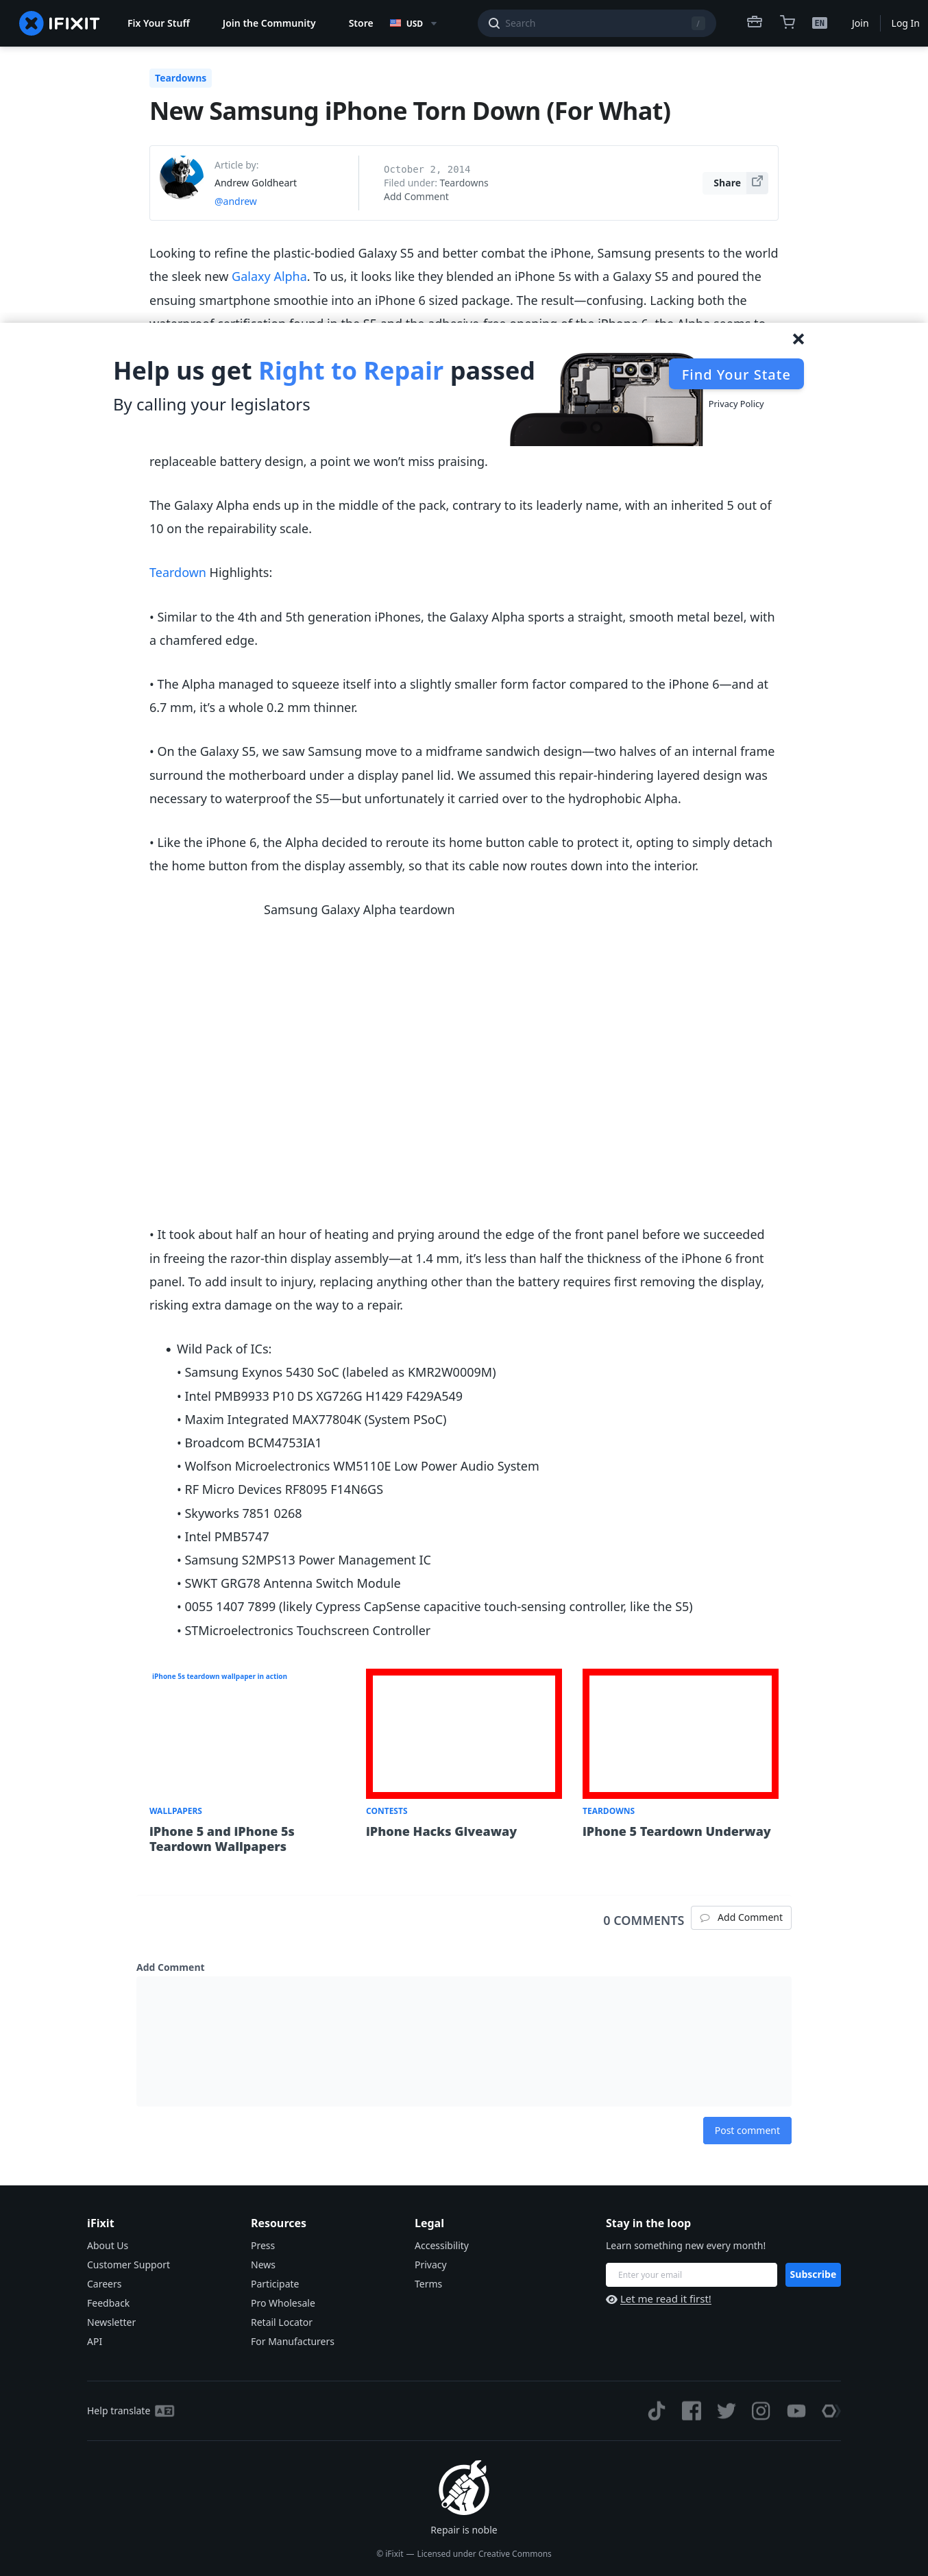 IFIXIT
Fix Your Stuff
Join the Community
Store
USD
Search
/
EN
Join
Log In
Teardowns
New Samsung iPhone Torn Down (For What)
Article by:
Andrew Goldheart
@andrew
October 2, 2014
Filed under: Teardowns
Add Comment
Share
Looking to refine the plastic-bodied Galaxy S5 and better combat the iPhone, Samsung presents to the world
the sleek new Galaxy Alpha. To us, it looks like they blended an iPhone 5s with a Galaxy S5 and poured the
ensuing smartphone smoothie into an iPhone 6 sized package. The result—confusing. Lacking both the
waterproof certification found in the S5 and the adhesive-free opening of the iPhone 6, the Alpha seems to
Help us get Right to Repair passed
By calling your legislators
Find Your State
Privacy Policy
replaceable battery design, a point we won’t miss praising.
The Galaxy Alpha ends up in the middle of the pack, contrary to its leaderly name, with an inherited 5 out of
10 on the repairability scale.
Teardown Highlights:
• Similar to the 4th and 5th generation iPhones, the Galaxy Alpha sports a straight, smooth metal bezel, with
a chamfered edge.
• The Alpha managed to squeeze itself into a slightly smaller form factor compared to the iPhone 6—and at
6.7 mm, it’s a whole 0.2 mm thinner.
• On the Galaxy S5, we saw Samsung move to a midframe sandwich design—two halves of an internal frame
surround the motherboard under a display panel lid. We assumed this repair-hindering layered design was
necessary to waterproof the S5—but unfortunately it carried over to the hydrophobic Alpha.
• Like the iPhone 6, the Alpha decided to reroute its home button cable to protect it, opting to simply detach
the home button from the display assembly, so that its cable now routes down into the interior.
Samsung Galaxy Alpha teardown
• It took about half an hour of heating and prying around the edge of the front panel before we succeeded
in freeing the razor-thin display assembly—at 1.4 mm, it’s less than half the thickness of the iPhone 6 front
panel. To add insult to injury, replacing anything other than the battery requires first removing the display,
risking extra damage on the way to a repair.
• Wild Pack of ICs:
• Samsung Exynos 5430 SoC (labeled as KMR2W0009M)
• Intel PMB9933 P10 DS XG726G H1429 F429A549
• Maxim Integrated MAX77804K (System PSoC)
• Broadcom BCM4753IA1
• Wolfson Microelectronics WM5110E Low Power Audio System
• RF Micro Devices RF8095 F14N6GS
• Skyworks 7851 0268
• Intel PMB5747
• Samsung S2MPS13 Power Management IC
• SWKT GRG78 Antenna Switch Module
• 0055 1407 7899 (likely Cypress CapSense capacitive touch-sensing controller, like the S5)
• STMicroelectronics Touchscreen Controller
iPhone 5s teardown wallpaper in action
WALLPAPERS
iPhone 5 and iPhone 5s
Teardown Wallpapers
CONTESTS
iPhone Hacks Giveaway
TEARDOWNS
iPhone 5 Teardown Underway
0 COMMENTS
Add Comment
Add Comment
Post comment
iFixit
About Us
Customer Support
Careers
Feedback
Newsletter
API
Resources
Press
News
Participate
Pro Wholesale
Retail Locator
For Manufacturers
Legal
Accessibility
Privacy
Terms
Stay in the loop
Learn something new every month!
Enter your email
Subscribe
Let me read it first!
Help translate
Repair is noble
© iFixit — Licensed under Creative Commons